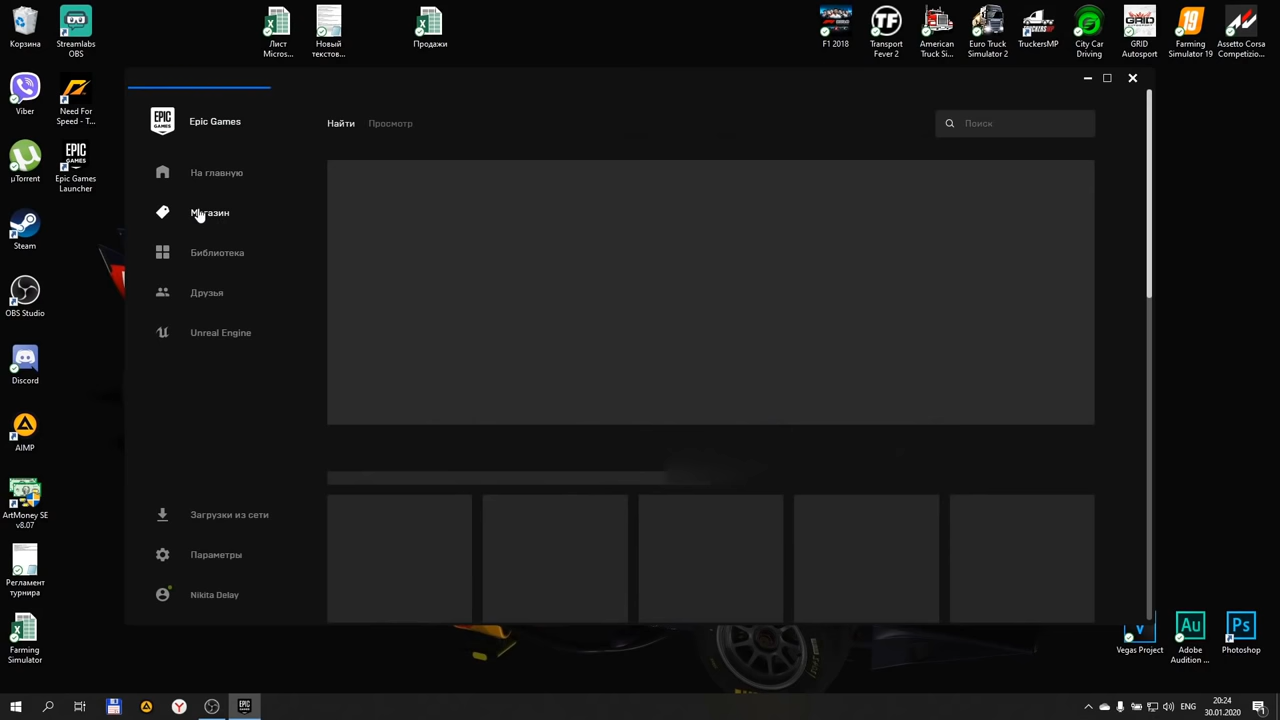 Корзина
Streamlabs
OBS
Лист
Micros...
Новый
текстов...
Продажи
F1 2018
Transport
Fever 2
American
Truck Si...
Euro Truck
Simulator 2
TruckersMP
City Car
Driving
GRID
Autosport
Farming
Simulator 19
Assetto Corsa
Competizio...
Viber
Need For
Speed - T...
µTorrent
Epic Games
Launcher
Steam
OBS Studio
Discord
AIMP
ArtMoney SE
v8.07
Регламент
турнира
Farming
Simulator
EPIC
GAMES
Epic Games
Найти
Просмотр
Поиск
На главную
Магазин
Библиотека
Друзья
Unreal Engine
Загрузки из сети
Параметры
Nikita Delay
Vegas Project
Adobe
Audition ...
Photoshop
ENG
20:24
30.01.2020